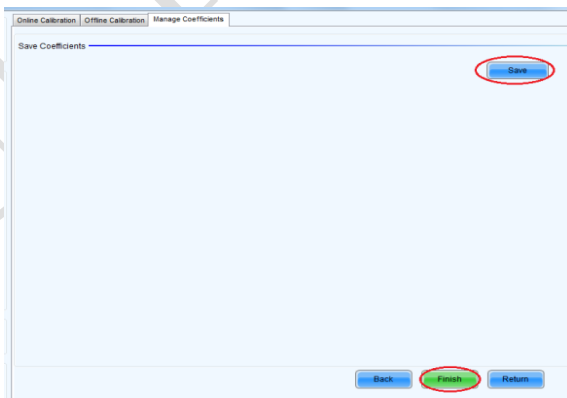 Online Calibration Offline Calibration Manage Coefficients
Save Coefficients
Save
Back Finish Return